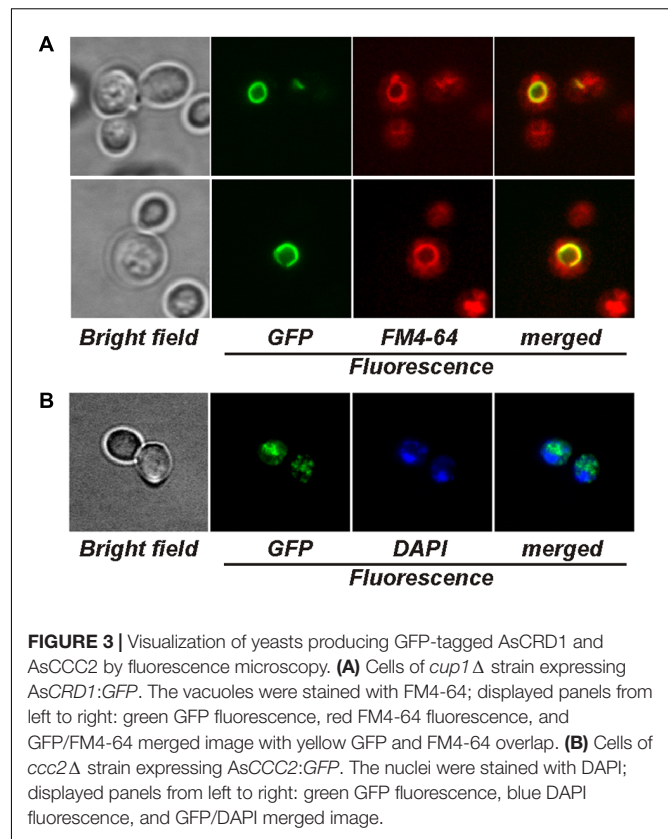 A
Bright field GFP FM4-64 merged
Fluorescence
B
Bright field GFP DAPI merged
Fluorescence
FIGURE 3 | Visualization of yeasts producing GFP-tagged AsCRD1 and
AsCCC2 by fluorescence microscopy. (A) Cells of cup1Δ strain expressing
AsCRD1:GFP. The vacuoles were stained with FM4-64; displayed panels from
left to right: green GFP fluorescence, red FM4-64 fluorescence, and
GFP/FM4-64 merged image with yellow GFP and FM4-64 overlap. (B) Cells of
ccc2Δ strain expressing AsCCC2:GFP. The nuclei were stained with DAPI;
displayed panels from left to right: green GFP fluorescence, blue DAPI
fluorescence, and GFP/DAPI merged image.